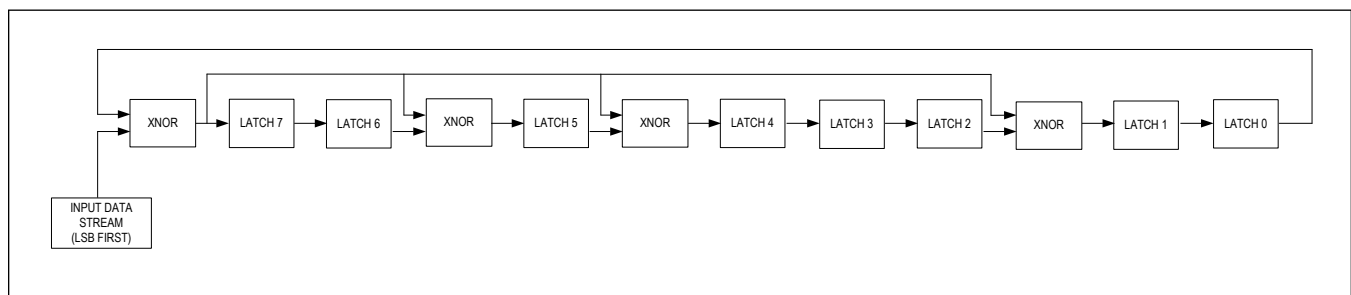 XNOR
LATCH 7
LATCH 6
XNOR
LATCH 5
XNOR
LATCH 4
LATCH 3
LATCH 2
XNOR
LATCH 1
LATCH 0
INPUT DATA
STREAM
(LSB FIRST)